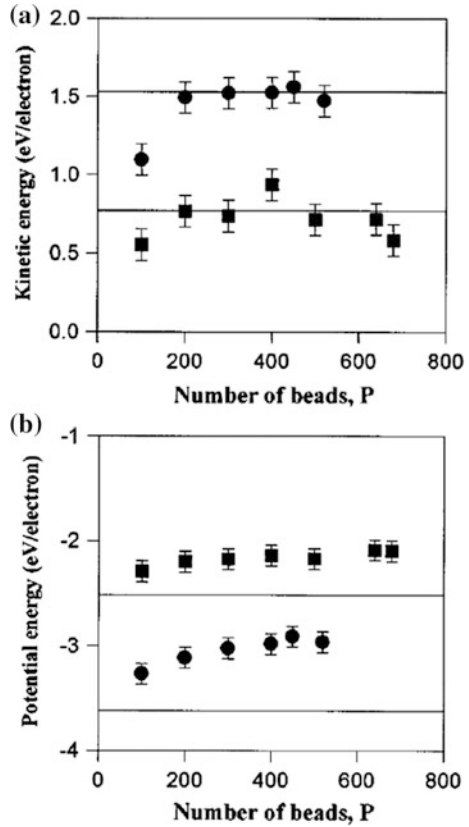 (a)
2.0
1.5
1.0
0.5
0.0
Kinetic energy (eV/electron)
0 200 400 600 800
Number of beads, P
(b)
-1
-2
-3
-4
Potential energy (eV/electron)
0 200 400 600 800
Number of beads, P